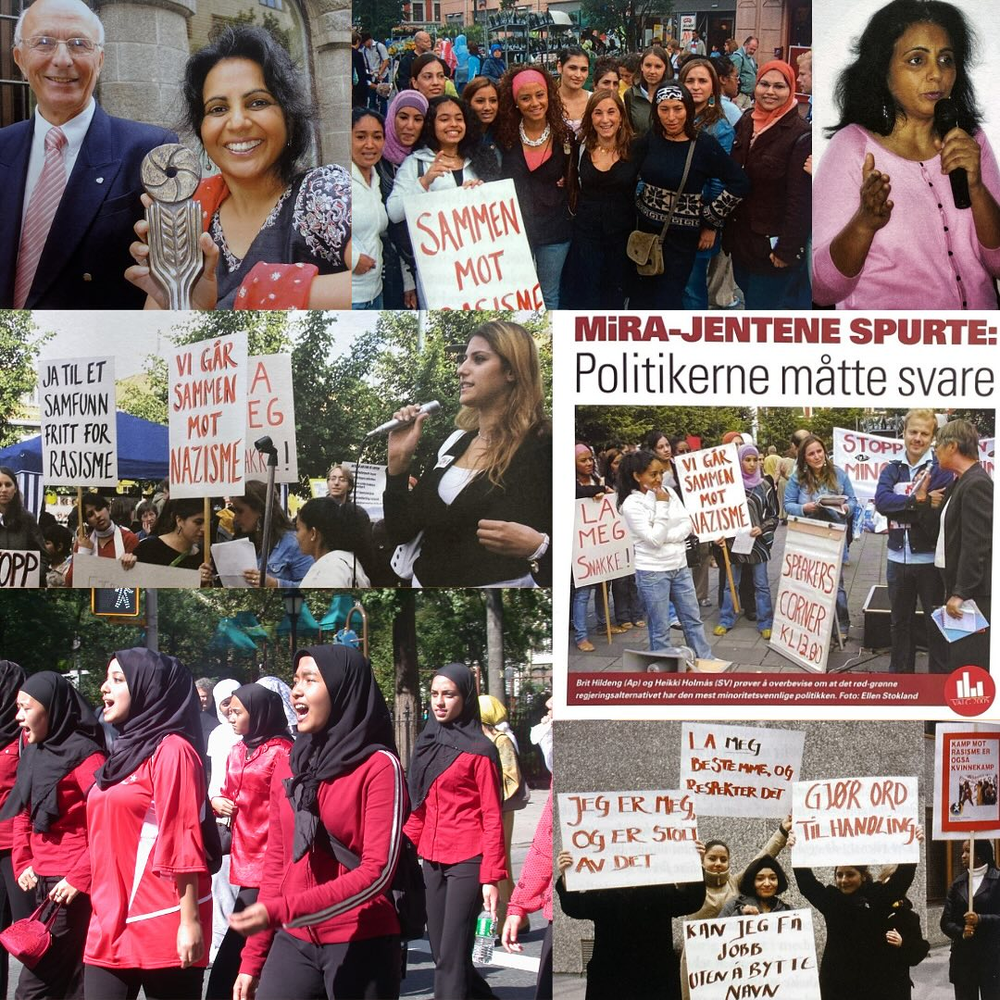 SAMMEN
MOT
RASISME
JA TIL ET
SAMFUNN
FRITT FOR
RASISME
VI GÅR
SAMMEN
MOT
NAZISME
A
EG
AKK !
TOPP
MiRA-JENTENE SPURTE:
Politikerne måtte svare
LA
MEG
SNAKKE!
VI GÅR
SAMMEN
MOT
NAZISME
STOPP
MIN
SPEAKERS
CORNER
KL 12.00
Brit Hildeng (Ap) og Heikki Holmås (SV) prøver å overbevise om at det rød-grønne
regjeringsalternativet har den mest minoritetsvennlige politikken. Foto: Ellen Stokland
VALG 2005
LA MEG
BESTEMME, OG
RESPEKTER DET
JEG ER MEG,
OG ER STOLT
AV DET
GJØR ORD
TIL HANDLING
KAMP MOT
RASISME ER
OGSÅ
KVINNEKAMP
KAN JEG FÅ
JOBB
UTEN Å BYTTE
NAVN